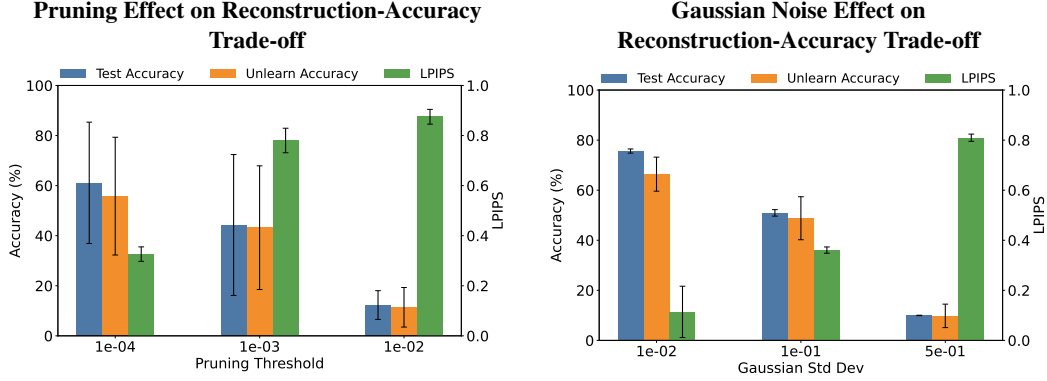 Pruning Effect on Reconstruction-Accuracy
Trade-off
Test Accuracy Unlearn Accuracy LPIPS
100
80
60
40
20
0
Accuracy (%)
1.0
0.8
0.6
0.4
0.2
0.0
LPIPS
1e-04 1e-03 1e-02
Pruning Threshold
Gaussian Noise Effect on
Reconstruction-Accuracy Trade-off
Test Accuracy Unlearn Accuracy LPIPS
100
80
60
40
20
0
Accuracy (%)
1.0
0.8
0.6
0.4
0.2
0.0
LPIPS
1e-02 1e-01 5e-01
Gaussian Std Dev